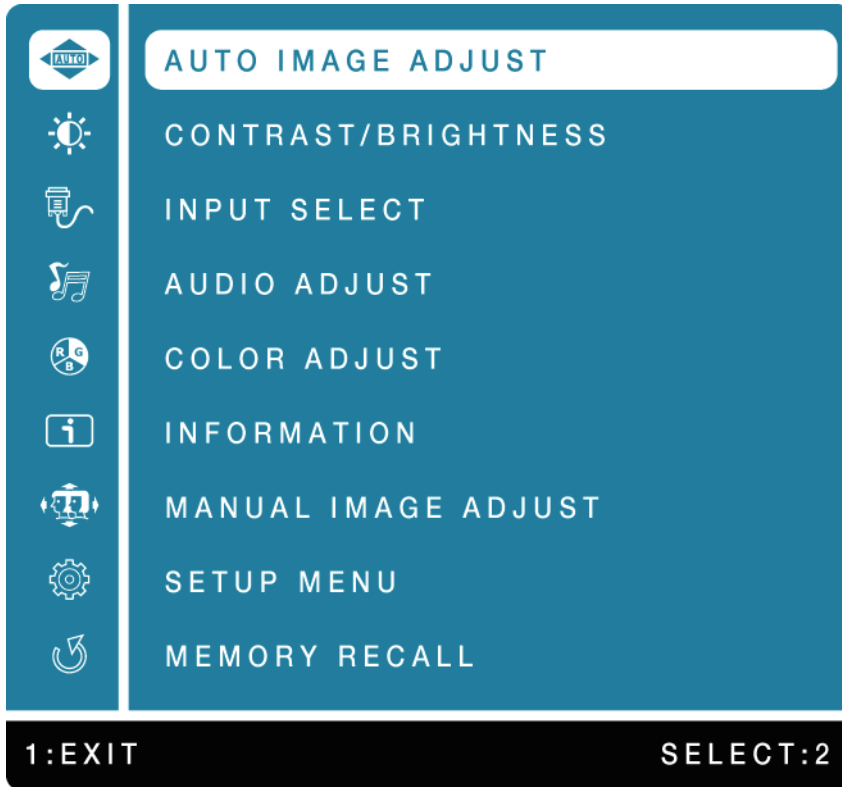 AUTO AUTO IMAGE ADJUST
CONTRAST/BRIGHTNESS
INPUT SELECT
AUDIO ADJUST
R G B COLOR ADJUST
i INFORMATION
MANUAL IMAGE ADJUST
SETUP MENU
MEMORY RECALL
1:EXIT SELECT:2